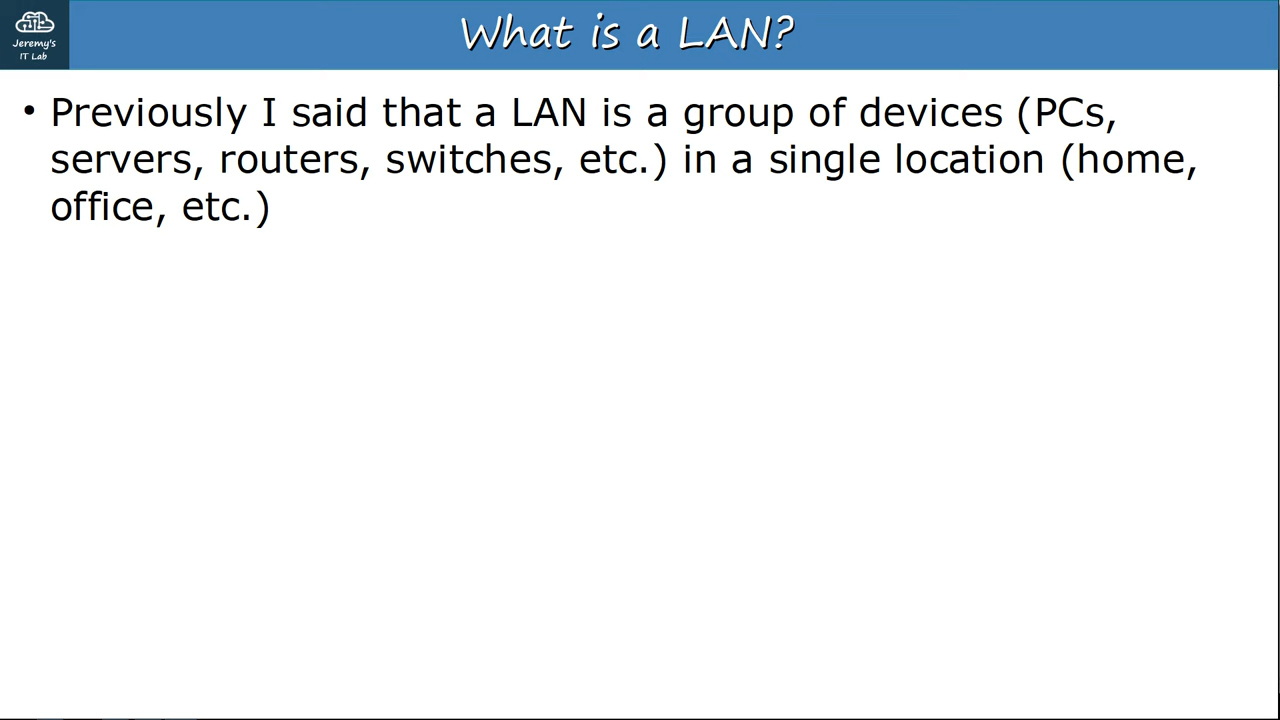 Jeremy's
IT Lab
What is a LAN?
• Previously I said that a LAN is a group of devices (PCs,
servers, routers, switches, etc.) in a single location (home,
office, etc.)